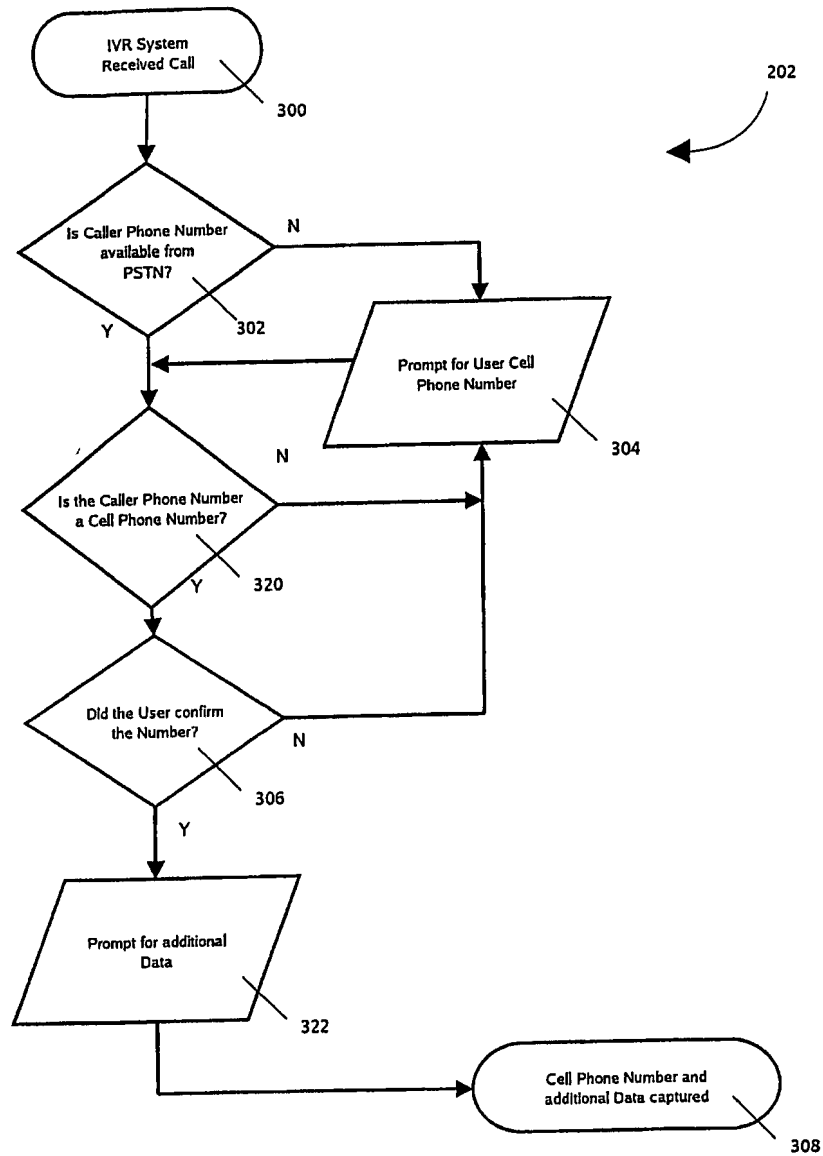 IVR System
Received Call
300
202
Is Caller Phone Number
available from
PSTN?
N
302
Y
Prompt for User Cell
Phone Number
304
N
Is the Caller Phone Number
a Cell Phone Number?
320
Y
Did the User confirm
the Number?
N
306
Y
Prompt for additional
Data
322
Cell Phone Number and
additional Data captured
308